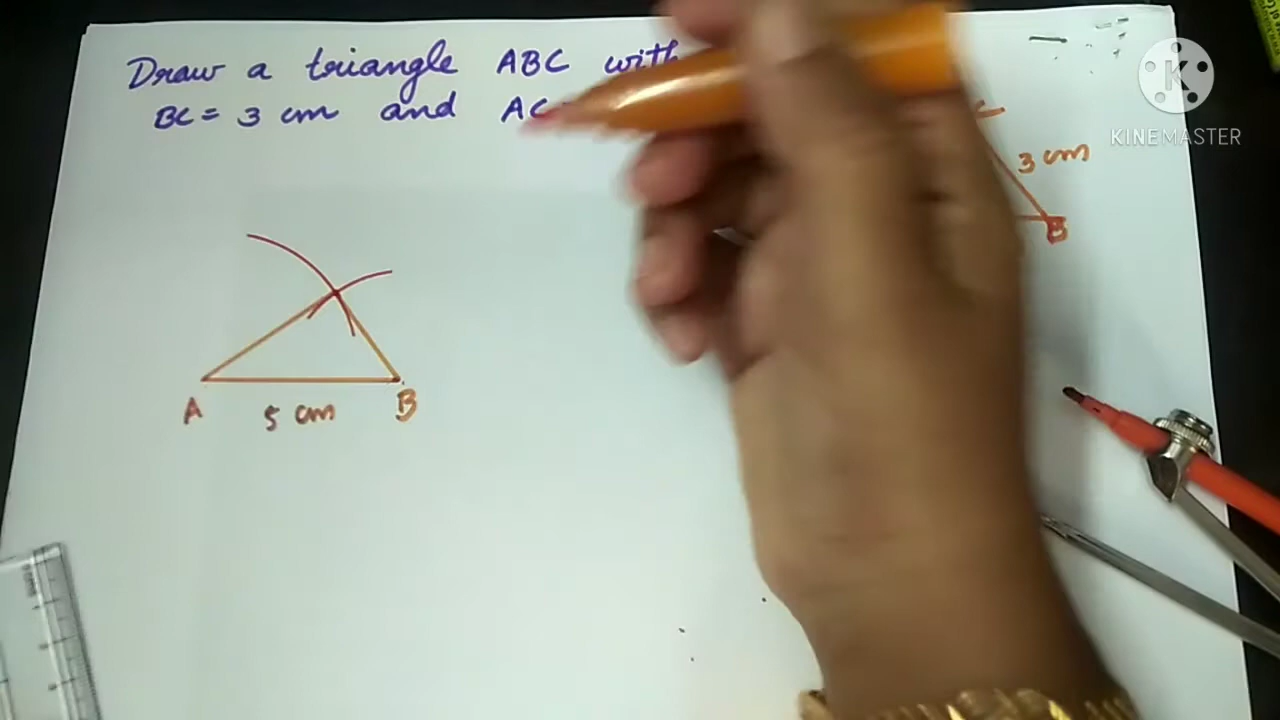 Draw a triangle ABC with
BC = 3 cm and AC
C
3 cm
B
A
5 cm
B
K
KINEMASTER